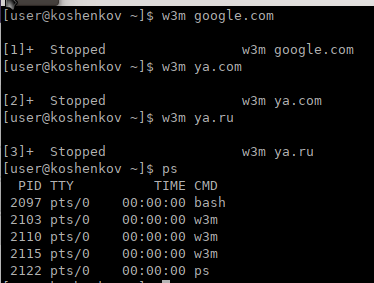 [user@koshenkov ~]$ w3m google.com
[1]+  Stopped                 w3m google.com
[user@koshenkov ~]$ w3m ya.com
[2]+  Stopped                 w3m ya.com
[user@koshenkov ~]$ w3m ya.ru
[3]+  Stopped                 w3m ya.ru
[user@koshenkov ~]$ ps
  PID TTY          TIME CMD
 2097 pts/0    00:00:00 bash
 2103 pts/0    00:00:00 w3m
 2110 pts/0    00:00:00 w3m
 2115 pts/0    00:00:00 w3m
 2122 pts/0    00:00:00 ps